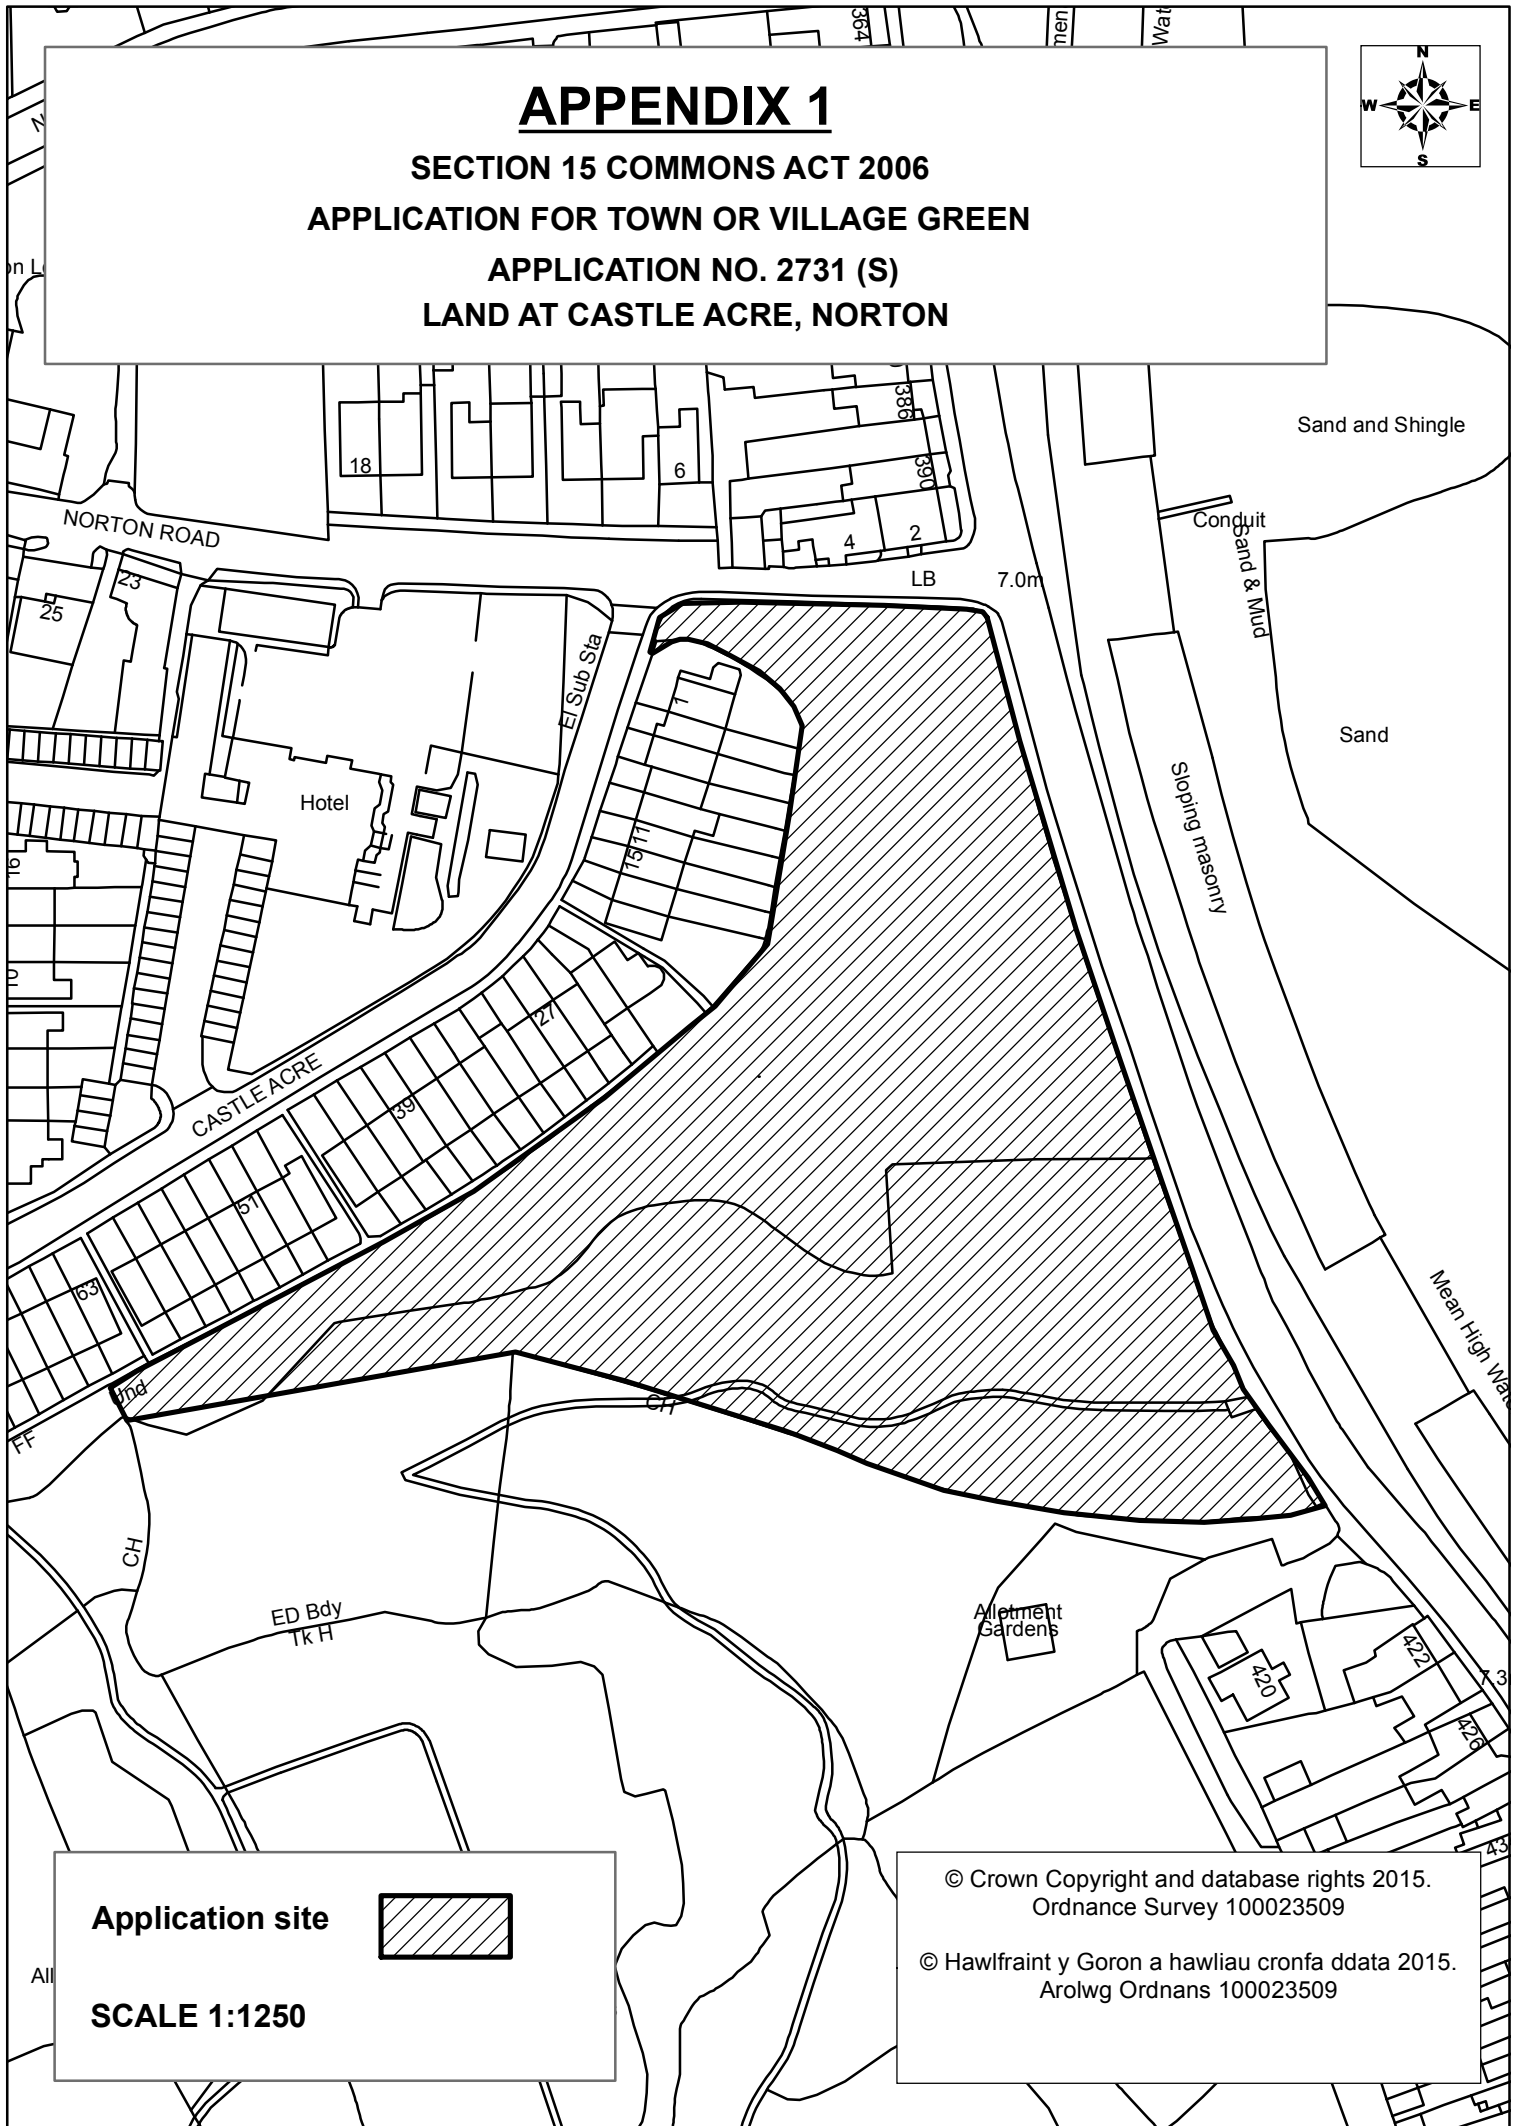 364
APPENDIX 1
SECTION 15 COMMONS ACT 2006
APPLICATION FOR TOWN OR VILLAGE GREEN
APPLICATION NO. 2731 (S)
LAND AT CASTLE ACRE, NORTON
N
W
E
S
386
Sand and Shingle
18
6
390
NORTON ROAD
Conduit
4
2
Sand & Mud
LB
7.0m
23
25
El Sub Sta
1
Sand
Hotel
Sloping masonry
11
15
16
10
27
CASTLE ACRE
39
51
63
Und
FF
CH
CH
Mean High Wat
ED Bdy
Tk H
Allotment
Gardens
420
422
7.3
426
43
Application site
SCALE 1:1250
All
© Crown Copyright and database rights 2015.
Ordnance Survey 100023509
© Hawlfraint y Goron a hawliau cronfa ddata 2015.
Arolwg Ordnans 100023509